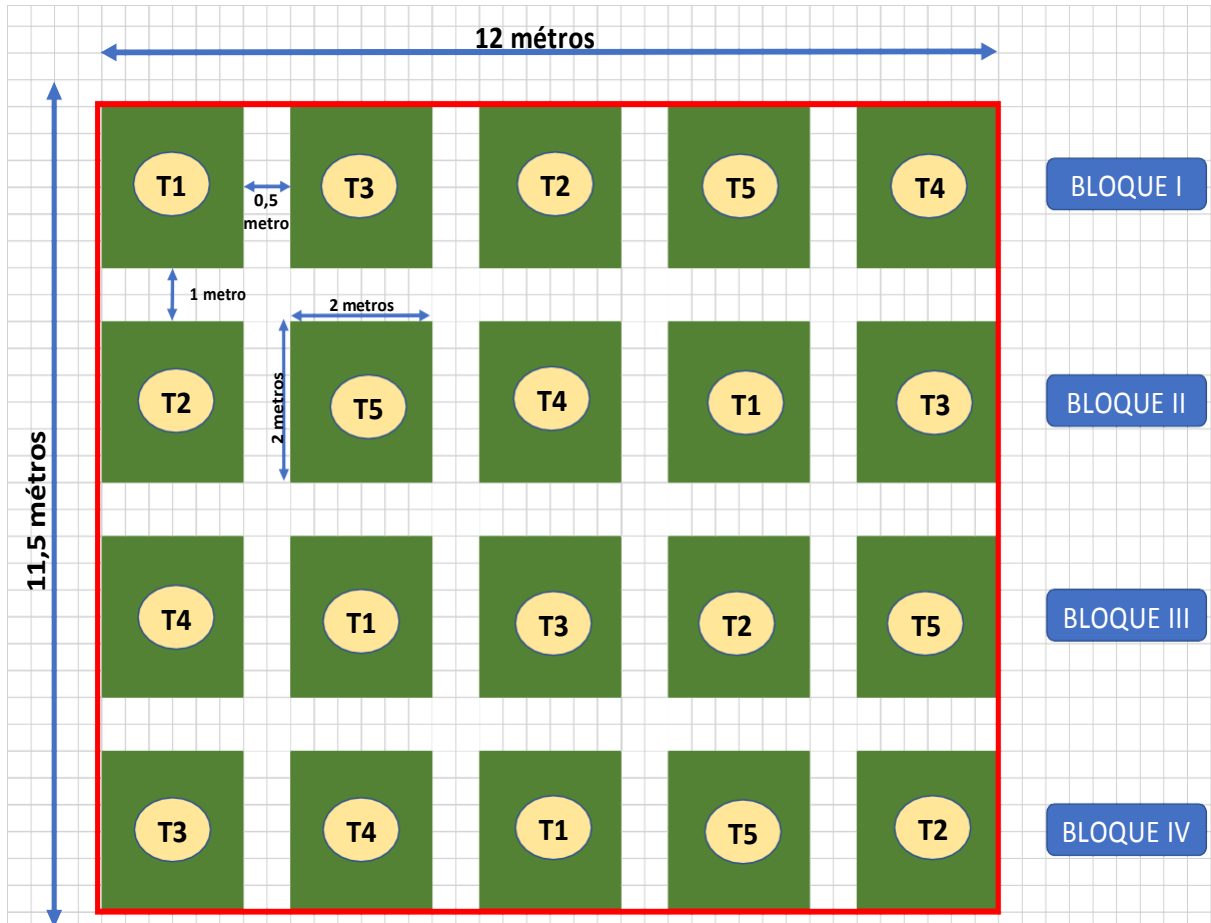 12 métros
T1
T3
T2
T5
T4
BLOQUE I
0,5
metro
1 metro
2 metros
T2
T5
T4
T1
T3
BLOQUE II
2 metros
11,5 métros
T4
T1
T3
T2
T5
BLOQUE III
T3
T4
T1
T5
T2
BLOQUE IV